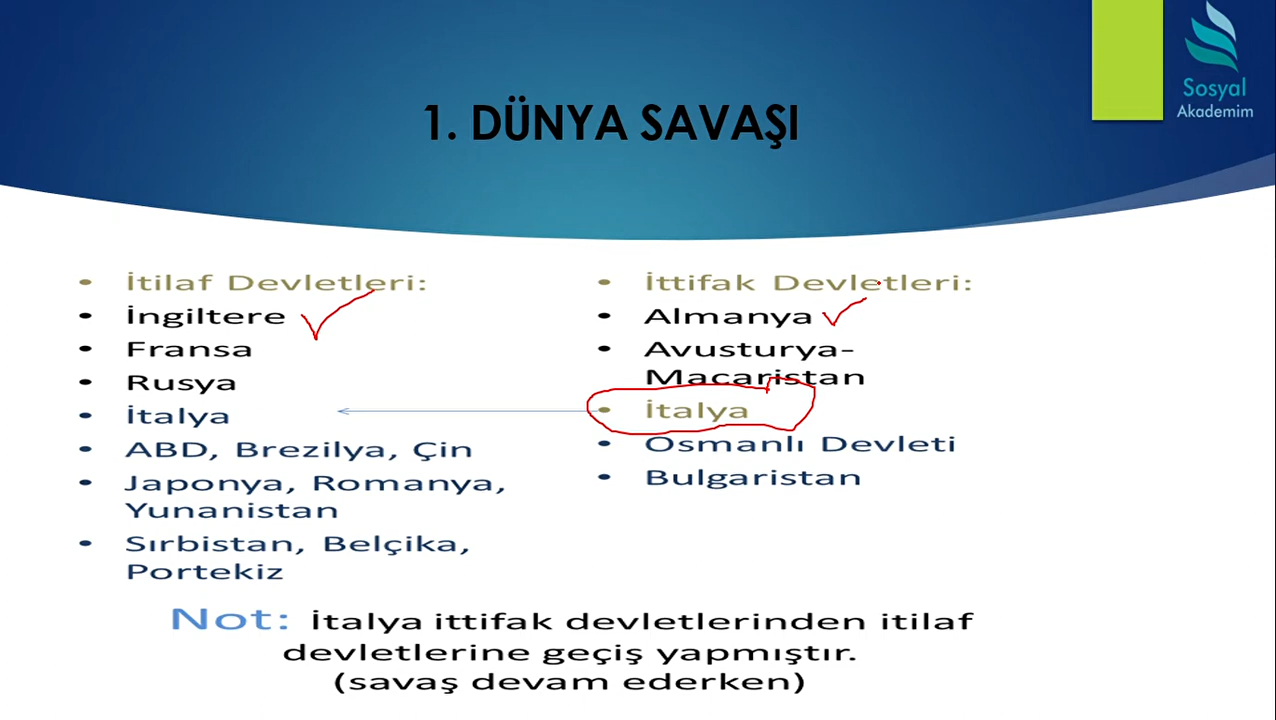 Sosyal
Akademim
1. DÜNYA SAVAŞI
• İtilaf Devletleri:
• İngiltere
• Fransa
• Rusya
• İtalya
• ABD, Brezilya, Çin
• Japonya, Romanya,
Yunanistan
• Sırbistan, Belçika,
Portekiz
• İttifak Devletleri:
• Almanya
• Avusturya-
Macaristan
• İtalya
• Osmanlı Devleti
• Bulgaristan
Not: İtalya ittifak devletlerinden itilaf
devletlerine geçiş yapmıştır.
(savaş devam ederken)